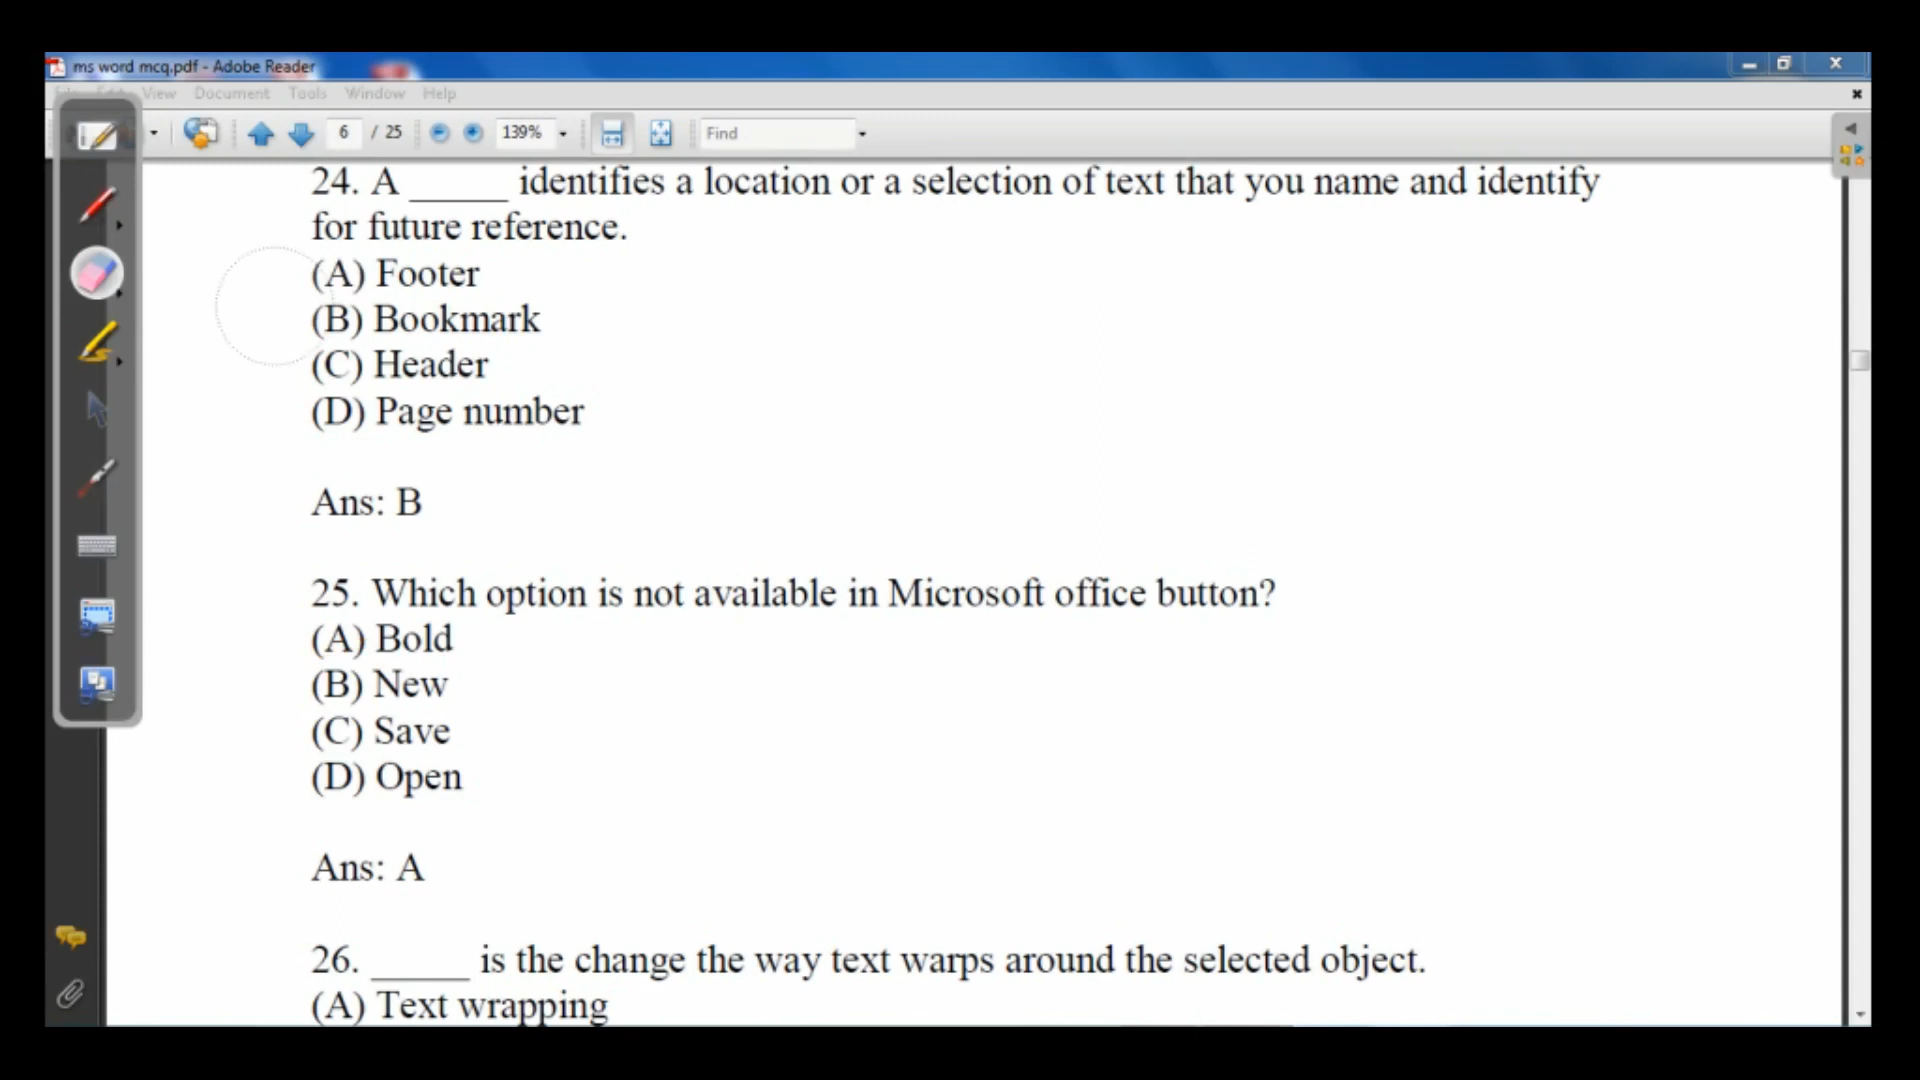 ms word mcq.pdf - Adobe Reader
View Document Tools Window Help
6 / 25 139% Find
24. A _____ identifies a location or a selection of text that you name and identify
for future reference.
(A) Footer
(B) Bookmark
(C) Header
(D) Page number
Ans: B
25. Which option is not available in Microsoft office button?
(A) Bold
(B) New
(C) Save
(D) Open
Ans: A
26. _____ is the change the way text warps around the selected object.
(A) Text wrapping